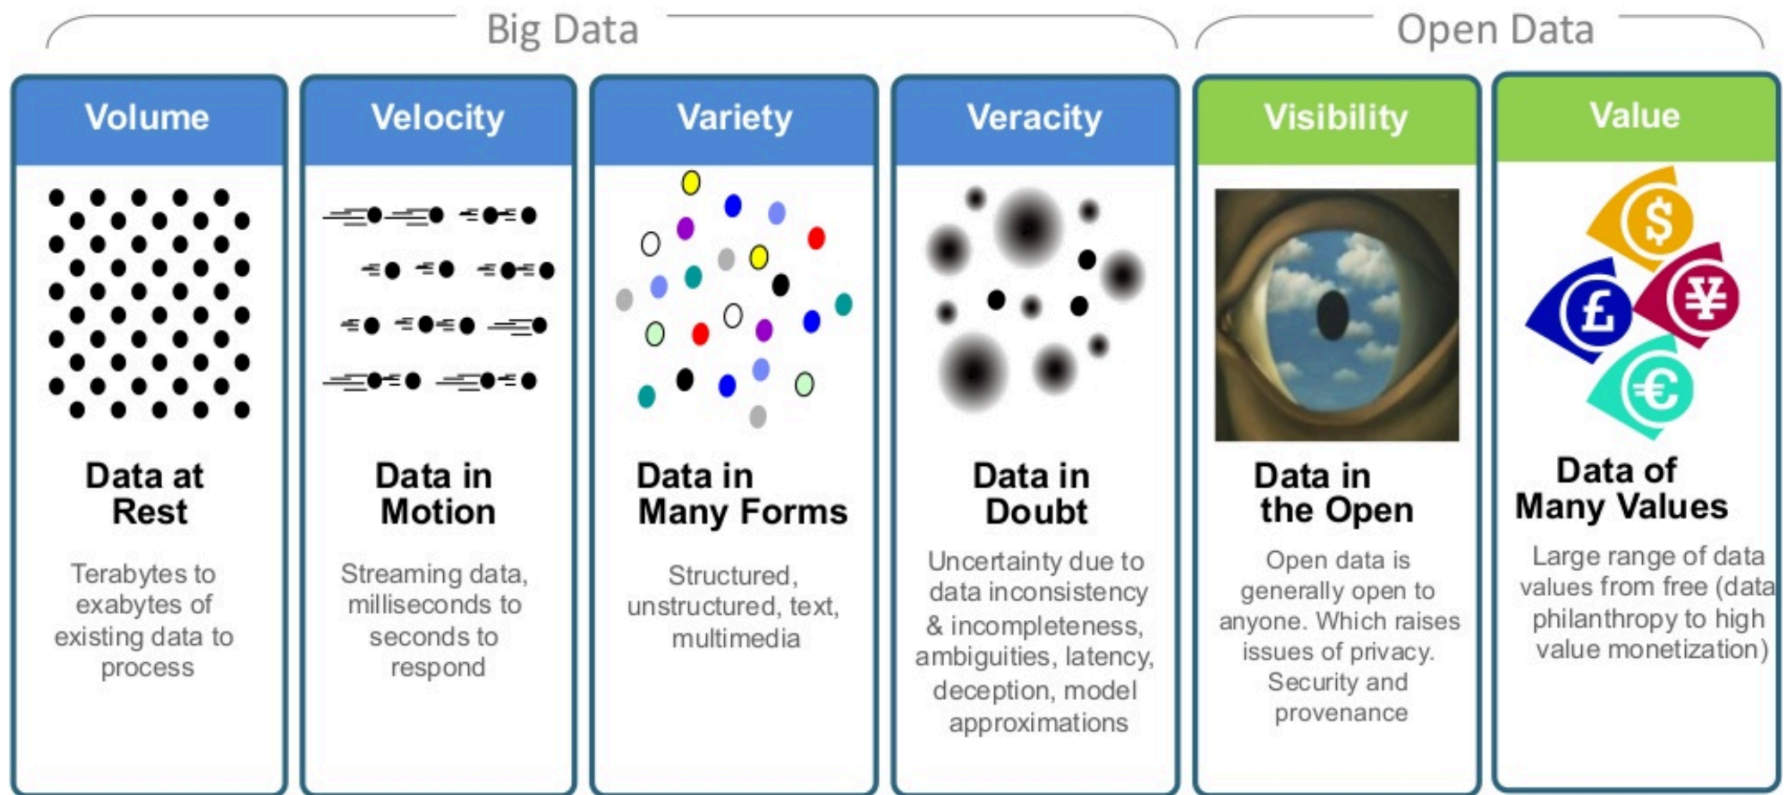 Big Data
Open Data
Volume
Data at
Rest
Terabytes to
exabytes of
existing data to
process
Velocity
Data in
Motion
Streaming data,
milliseconds to
seconds to
respond
Variety
Data in
Many Forms
Structured,
unstructured, text,
multimedia
Veracity
Data in
Doubt
Uncertainty due to
data inconsistency
& incompleteness,
ambiguities, latency,
deception, model
approximations
Visibility
Data in
the Open
Open data is
generally open to
anyone. Which raises
issues of privacy.
Security and
provenance
Value
$
£
¥
€
Data of
Many Values
Large range of data
values from free (data
philanthropy to high
value monetization)